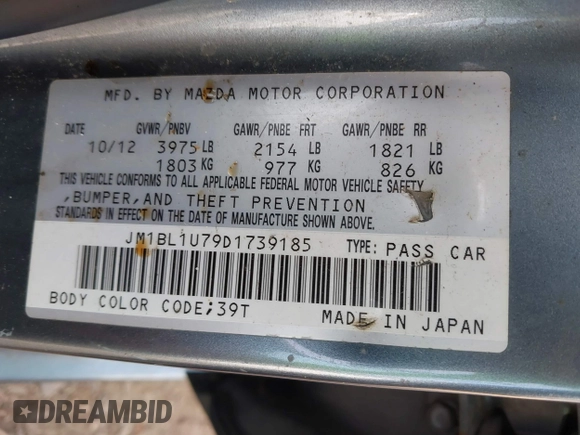 MFD. BY MAZDA MOTOR CORPORATION
DATE GVWR/PNBV GAWR/PNBE FRT GAWR/PNBE RR
10/12 3975 LB 2154 LB 1821 LB
1803 KG 977 KG 826 KG
THIS VEHICLE CONFORMS TO ALL APPLICABLE FEDERAL MOTOR VEHICLE SAFETY
,BUMPER,AND THEFT PREVENTION
STANDARDS IN EFFECT ON THE DATE OF MANUFACTURE SHOWN ABOVE.
JM1BL1U79D1739185 TYPE: PASS CAR
BODY COLOR CODE;39T MADE IN JAPAN
DREAMBID